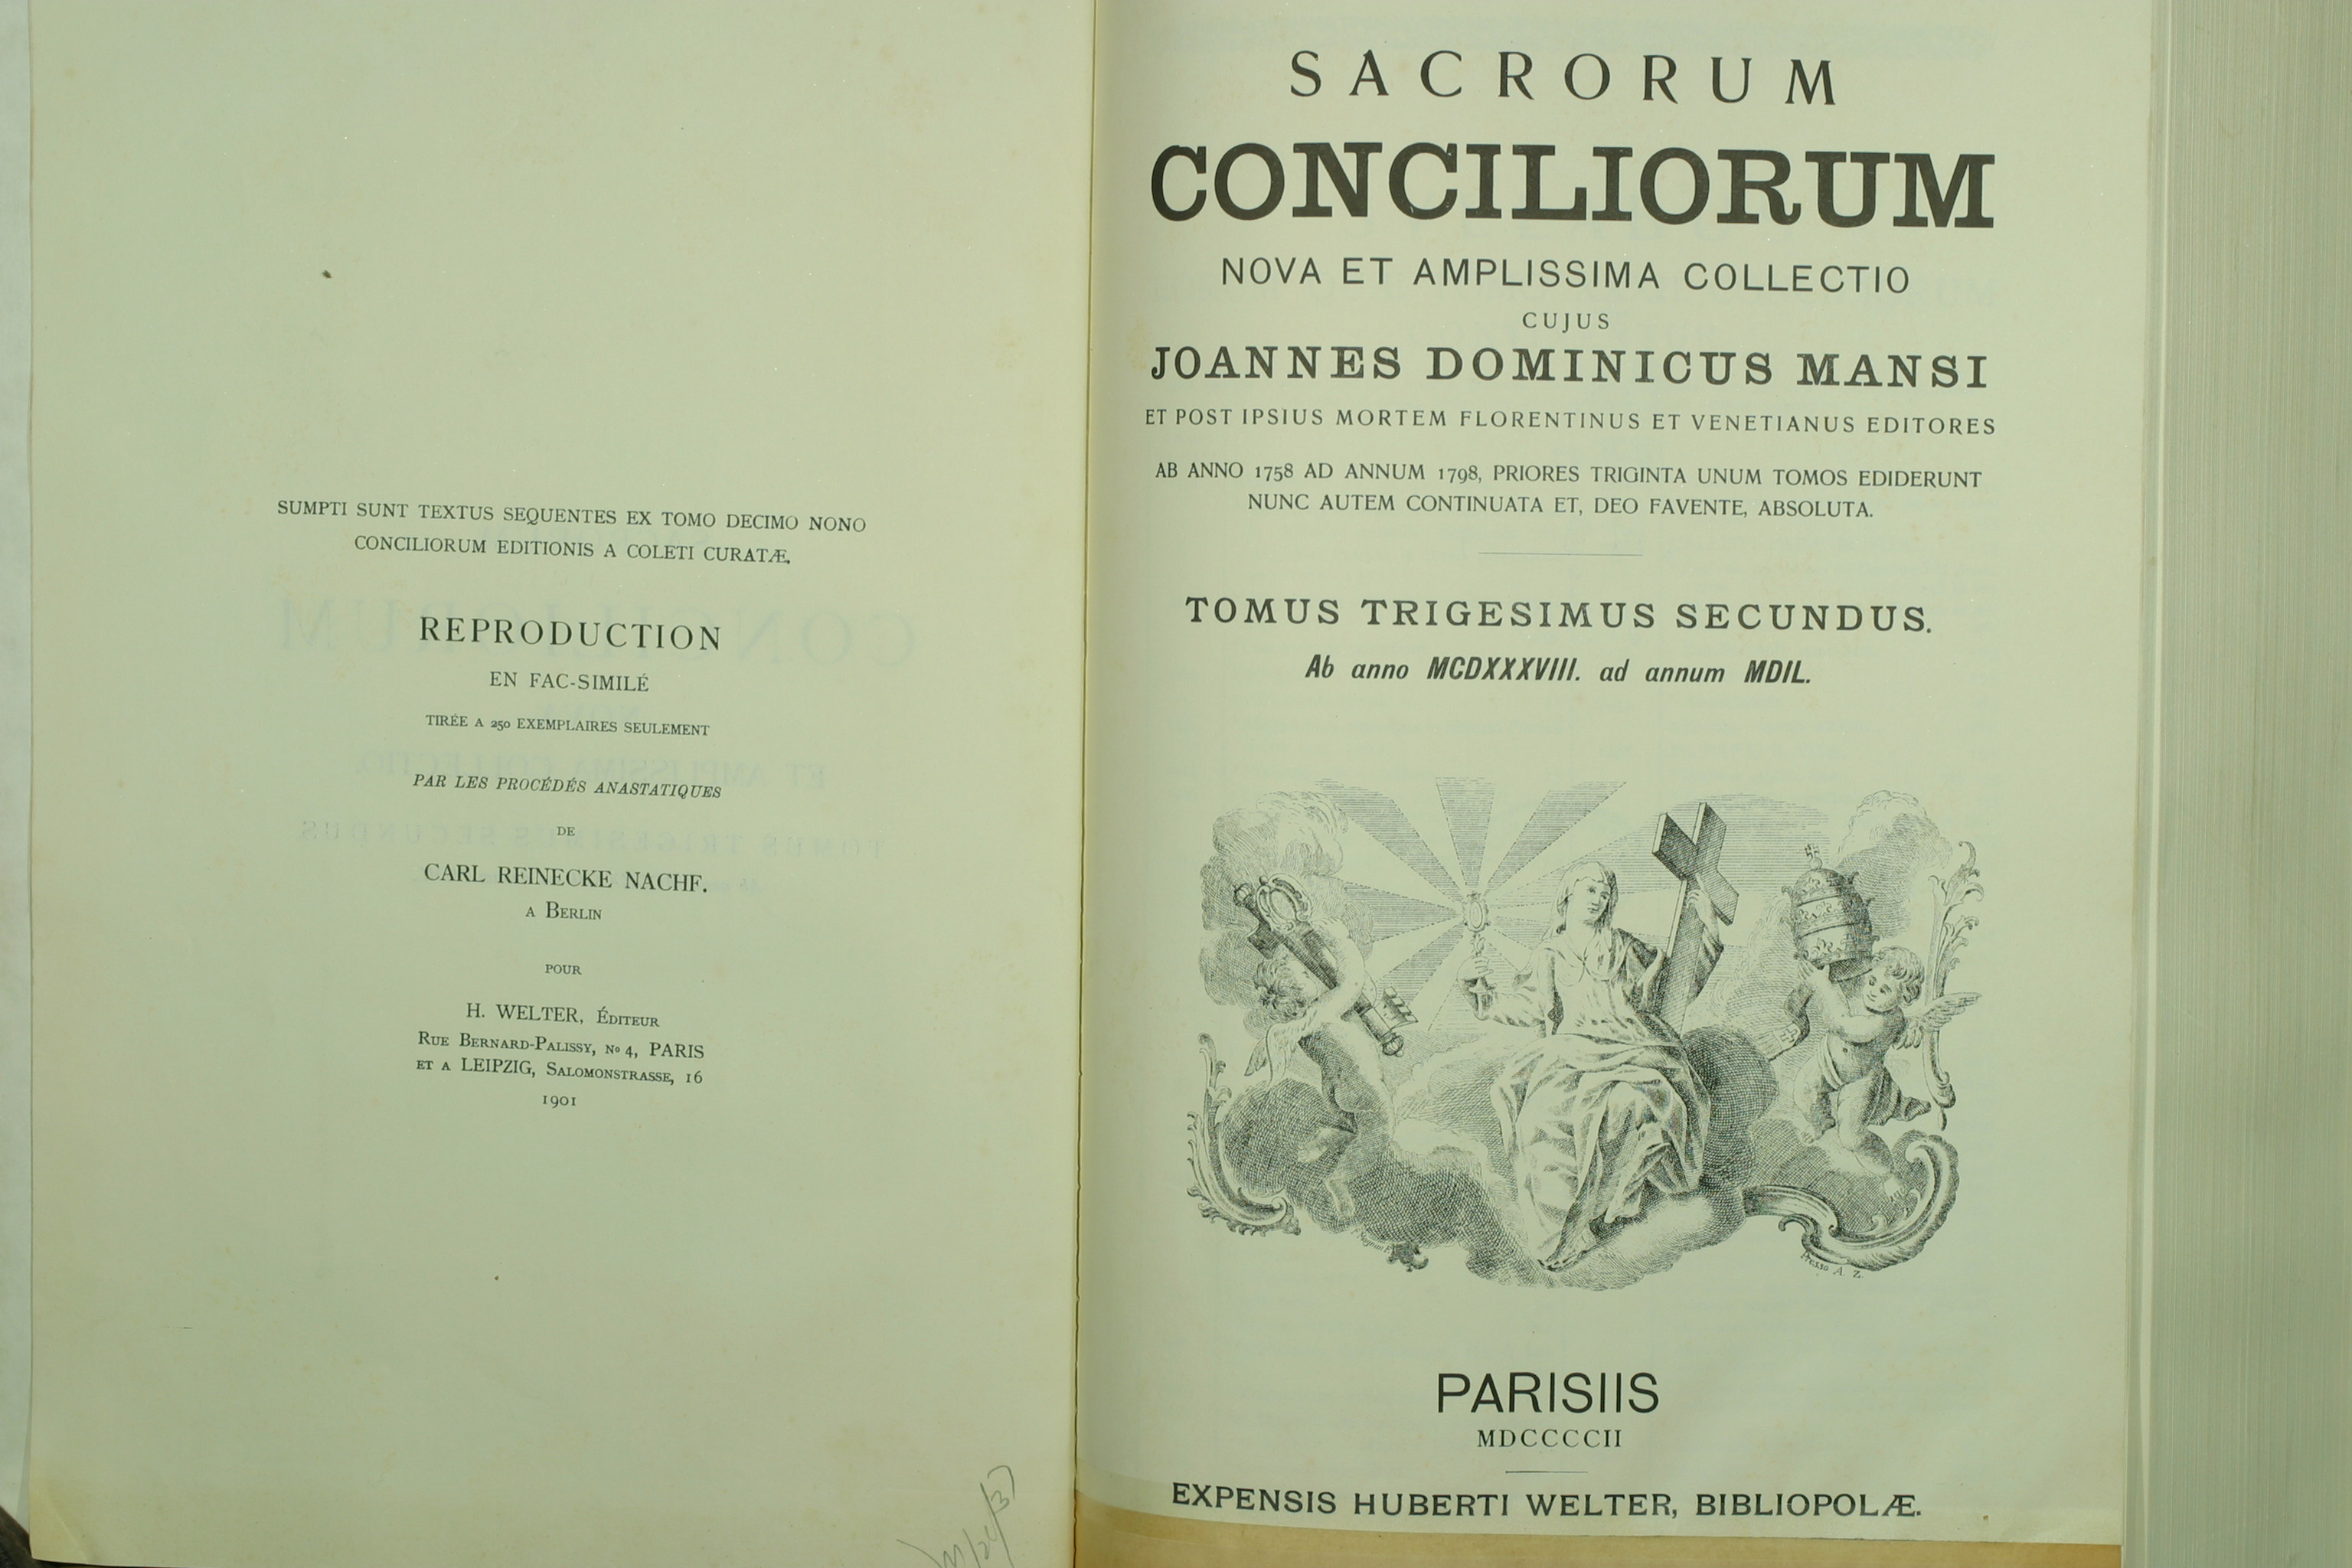 SUMPTI SUNT TEXTUS SEQUENTES EX TOMO DECIMO NONO
CONCILIORUM EDITIONIS A COLETI CURATÆ.
REPRODUCTION
EN FAC-SIMILÉ
TIRÉE A 250 EXEMPLAIRES SEULEMENT
PAR LES PROCÉDÉS ANASTATIQUES
DE
CARL REINECKE NACHF.
A BERLIN
POUR
H. WELTER, ÉDITEUR
RUE BERNARD-PALISSY, No 4, PARIS
ET A LEIPZIG, SALOMONSTRASSE, 16
1901
SACRORUM
CONCILIORUM
NOVA ET AMPLISSIMA COLLECTIO
CUJUS
JOANNES DOMINICUS MANSI
ET POST IPSIUS MORTEM FLORENTINUS ET VENETIANUS EDITORES
AB ANNO 1758 AD ANNUM 1798, PRIORES TRIGINTA UNUM TOMOS EDIDERUNT
NUNC AUTEM CONTINUATA ET, DEO FAVENTE, ABSOLUTA.
TOMUS TRIGESIMUS SECUNDUS.
Ab anno MCDXXXVIII. ad annum MDIL.
Presso A. Z.
PARISIIS
MDCCCCII
EXPENSIS HUBERTI WELTER, BIBLIOPOLÆ.